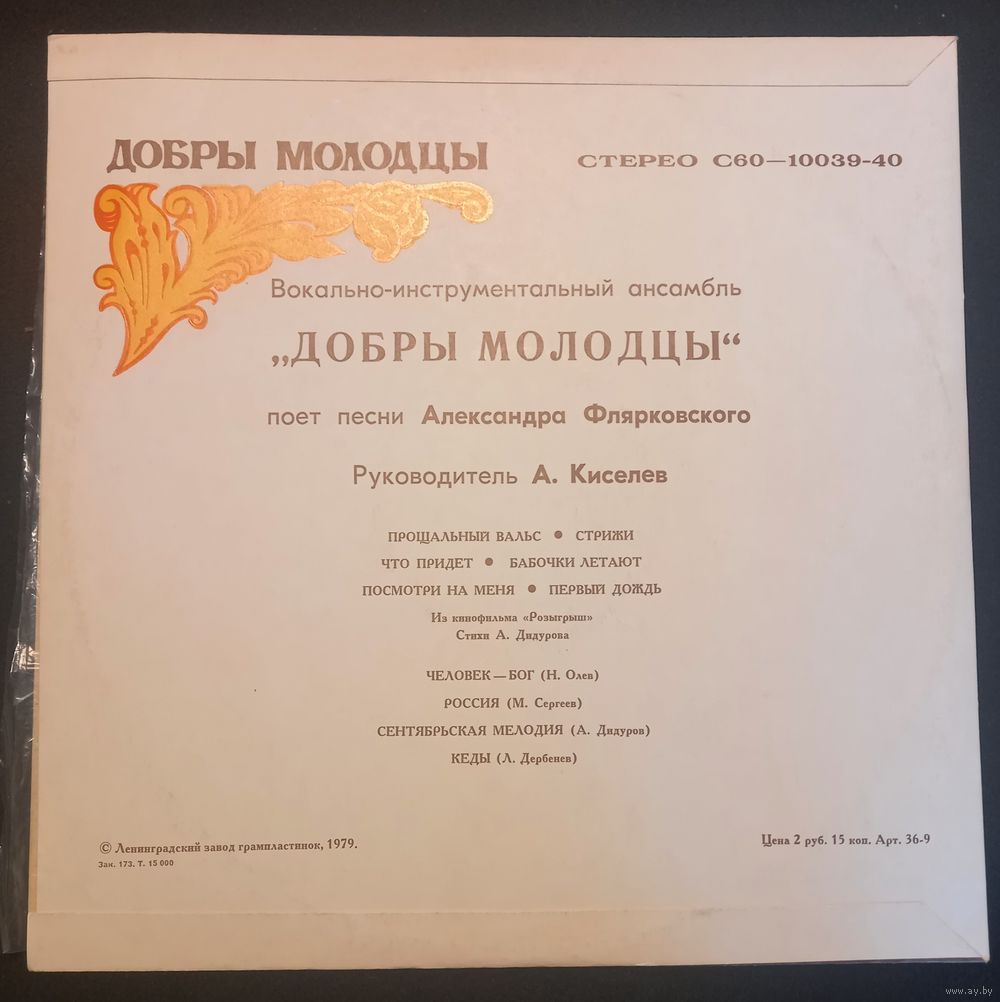 ДОБРЫ МОЛОДЦЫ
СТЕРЕО С60—10039-40
Вокально-инструментальный ансамбль
„ДОБРЫ МОЛОДЦЫ“
поет песни Александра Флярковского
Руководитель А. Киселев
ПРОЩАЛЬНЫЙ ВАЛЬС ● СТРИЖИ
ЧТО ПРИДЕТ ● БАБОЧКИ ЛЕТАЮТ
ПОСМОТРИ НА МЕНЯ ● ПЕРВЫЙ ДОЖДЬ
Из кинофильма «Розыгрыш»
Стихи А. Дидурова
ЧЕЛОВЕК — БОГ (Н. Олев)
РОССИЯ (М. Сергеев)
СЕНТЯБРЬСКАЯ МЕЛОДИЯ (А. Дидуров)
КЕДЫ (Л. Дербенев)
© Ленинградский завод грампластинок, 1979.
Зак. 173. Т. 15 000
Цена 2 руб. 15 коп. Арт. 36-9
www.ay.by